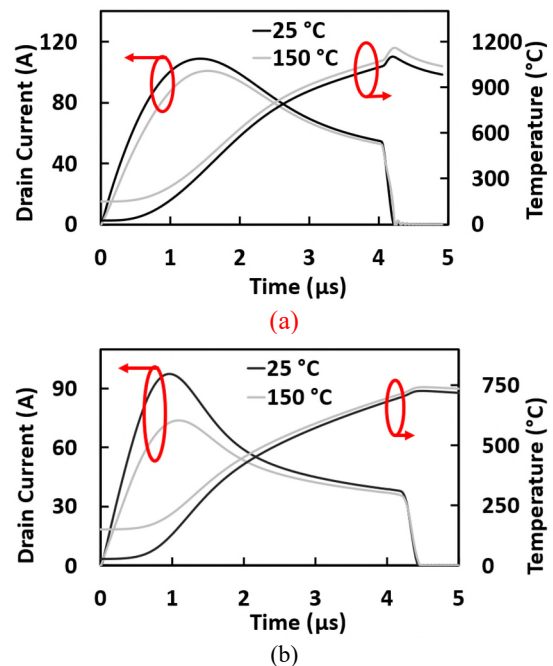 25 °C
150 °C
Drain Current (A)
120
80
40
0
1200
900
600
300
0
Temperature (°C)
0 1 2 3 4 5
Time (µs)
(a)
25 °C
150 °C
Drain Current (A)
90
60
30
0
750
500
250
0
Temperature (°C)
0 1 2 3 4 5
Time (µs)
(b)